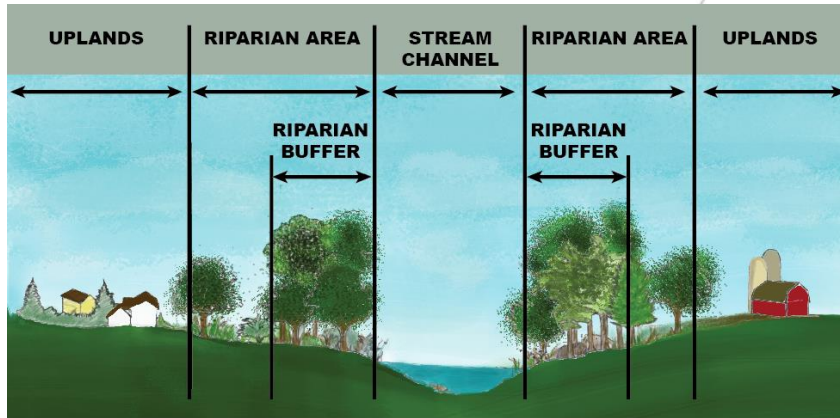 UPLANDS
RIPARIAN AREA
STREAM
CHANNEL
RIPARIAN AREA
UPLANDS
RIPARIAN
BUFFER
RIPARIAN
BUFFER